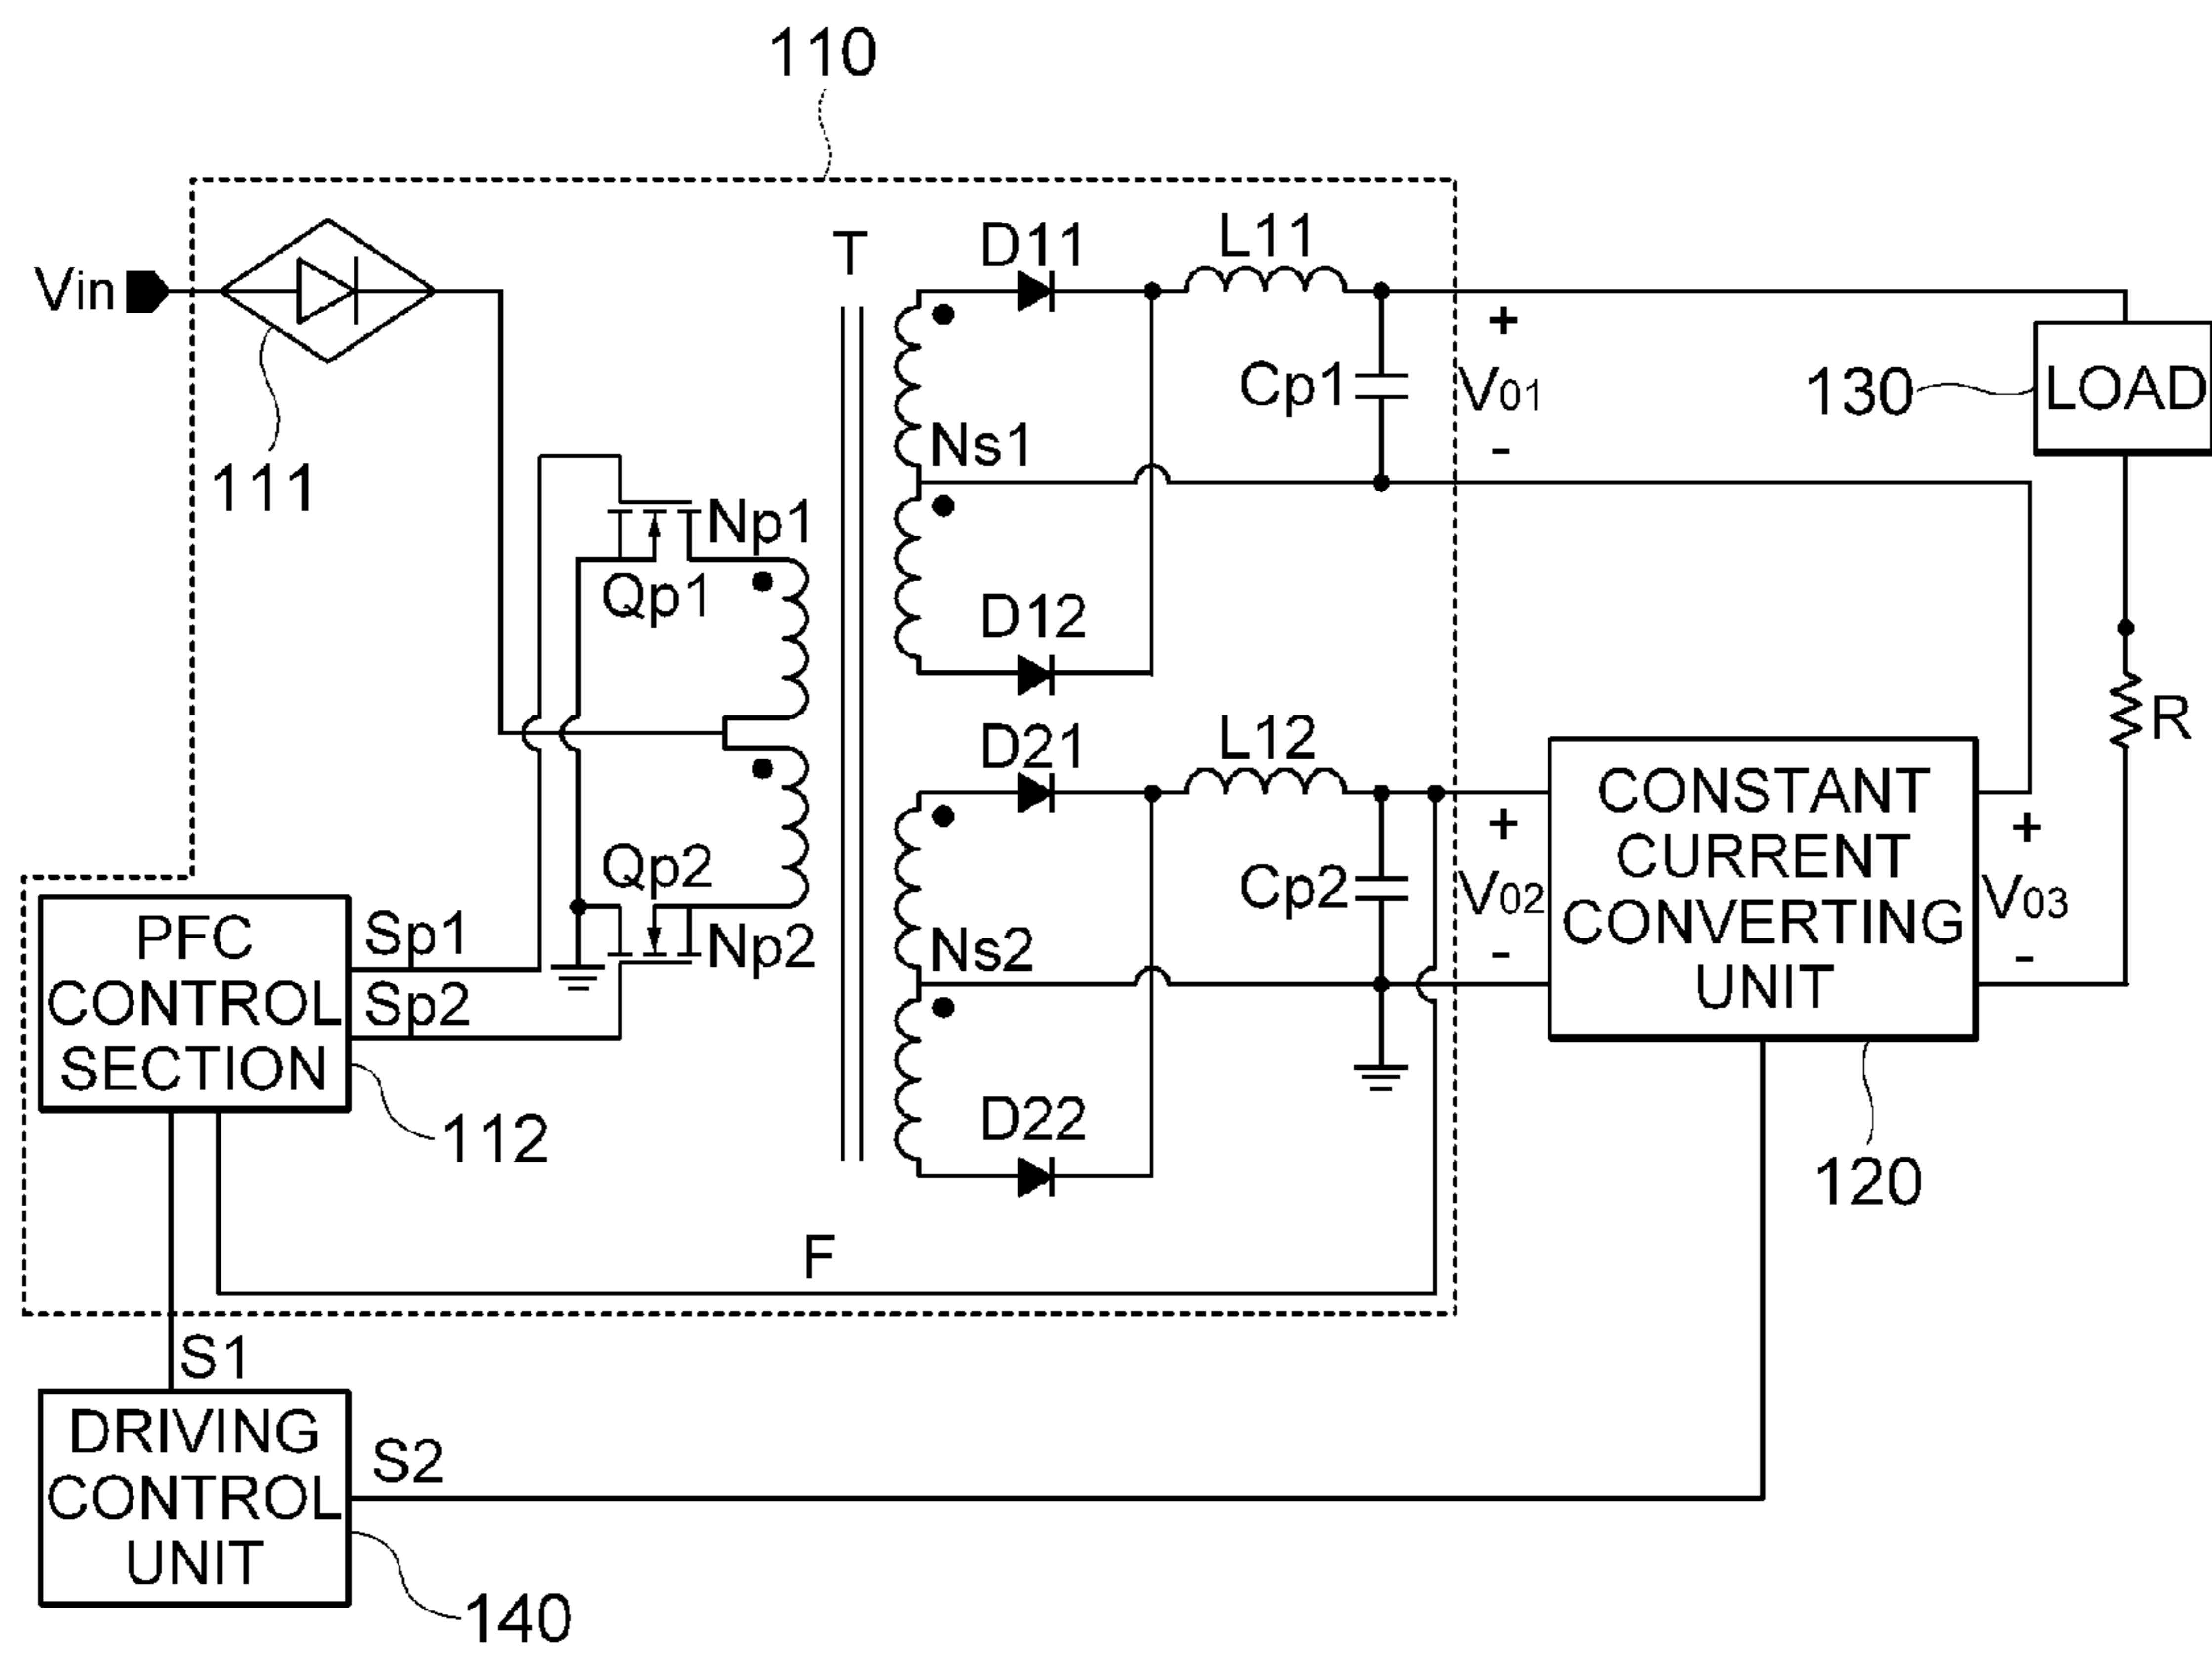 110
T
D11
L11
Vin
+
Cp1
V01
-
130
LOAD
111
Ns1
Np1
Qp1
D12
D21
L12
R
CONSTANT
CURRENT
CONVERTING
UNIT
+
V02
-
+
V03
-
Qp2
Cp2
PFC
CONTROL
SECTION
Sp1
Sp2
Np2
Ns2
D22
112
120
F
S1
DRIVING
CONTROL
UNIT
S2
140